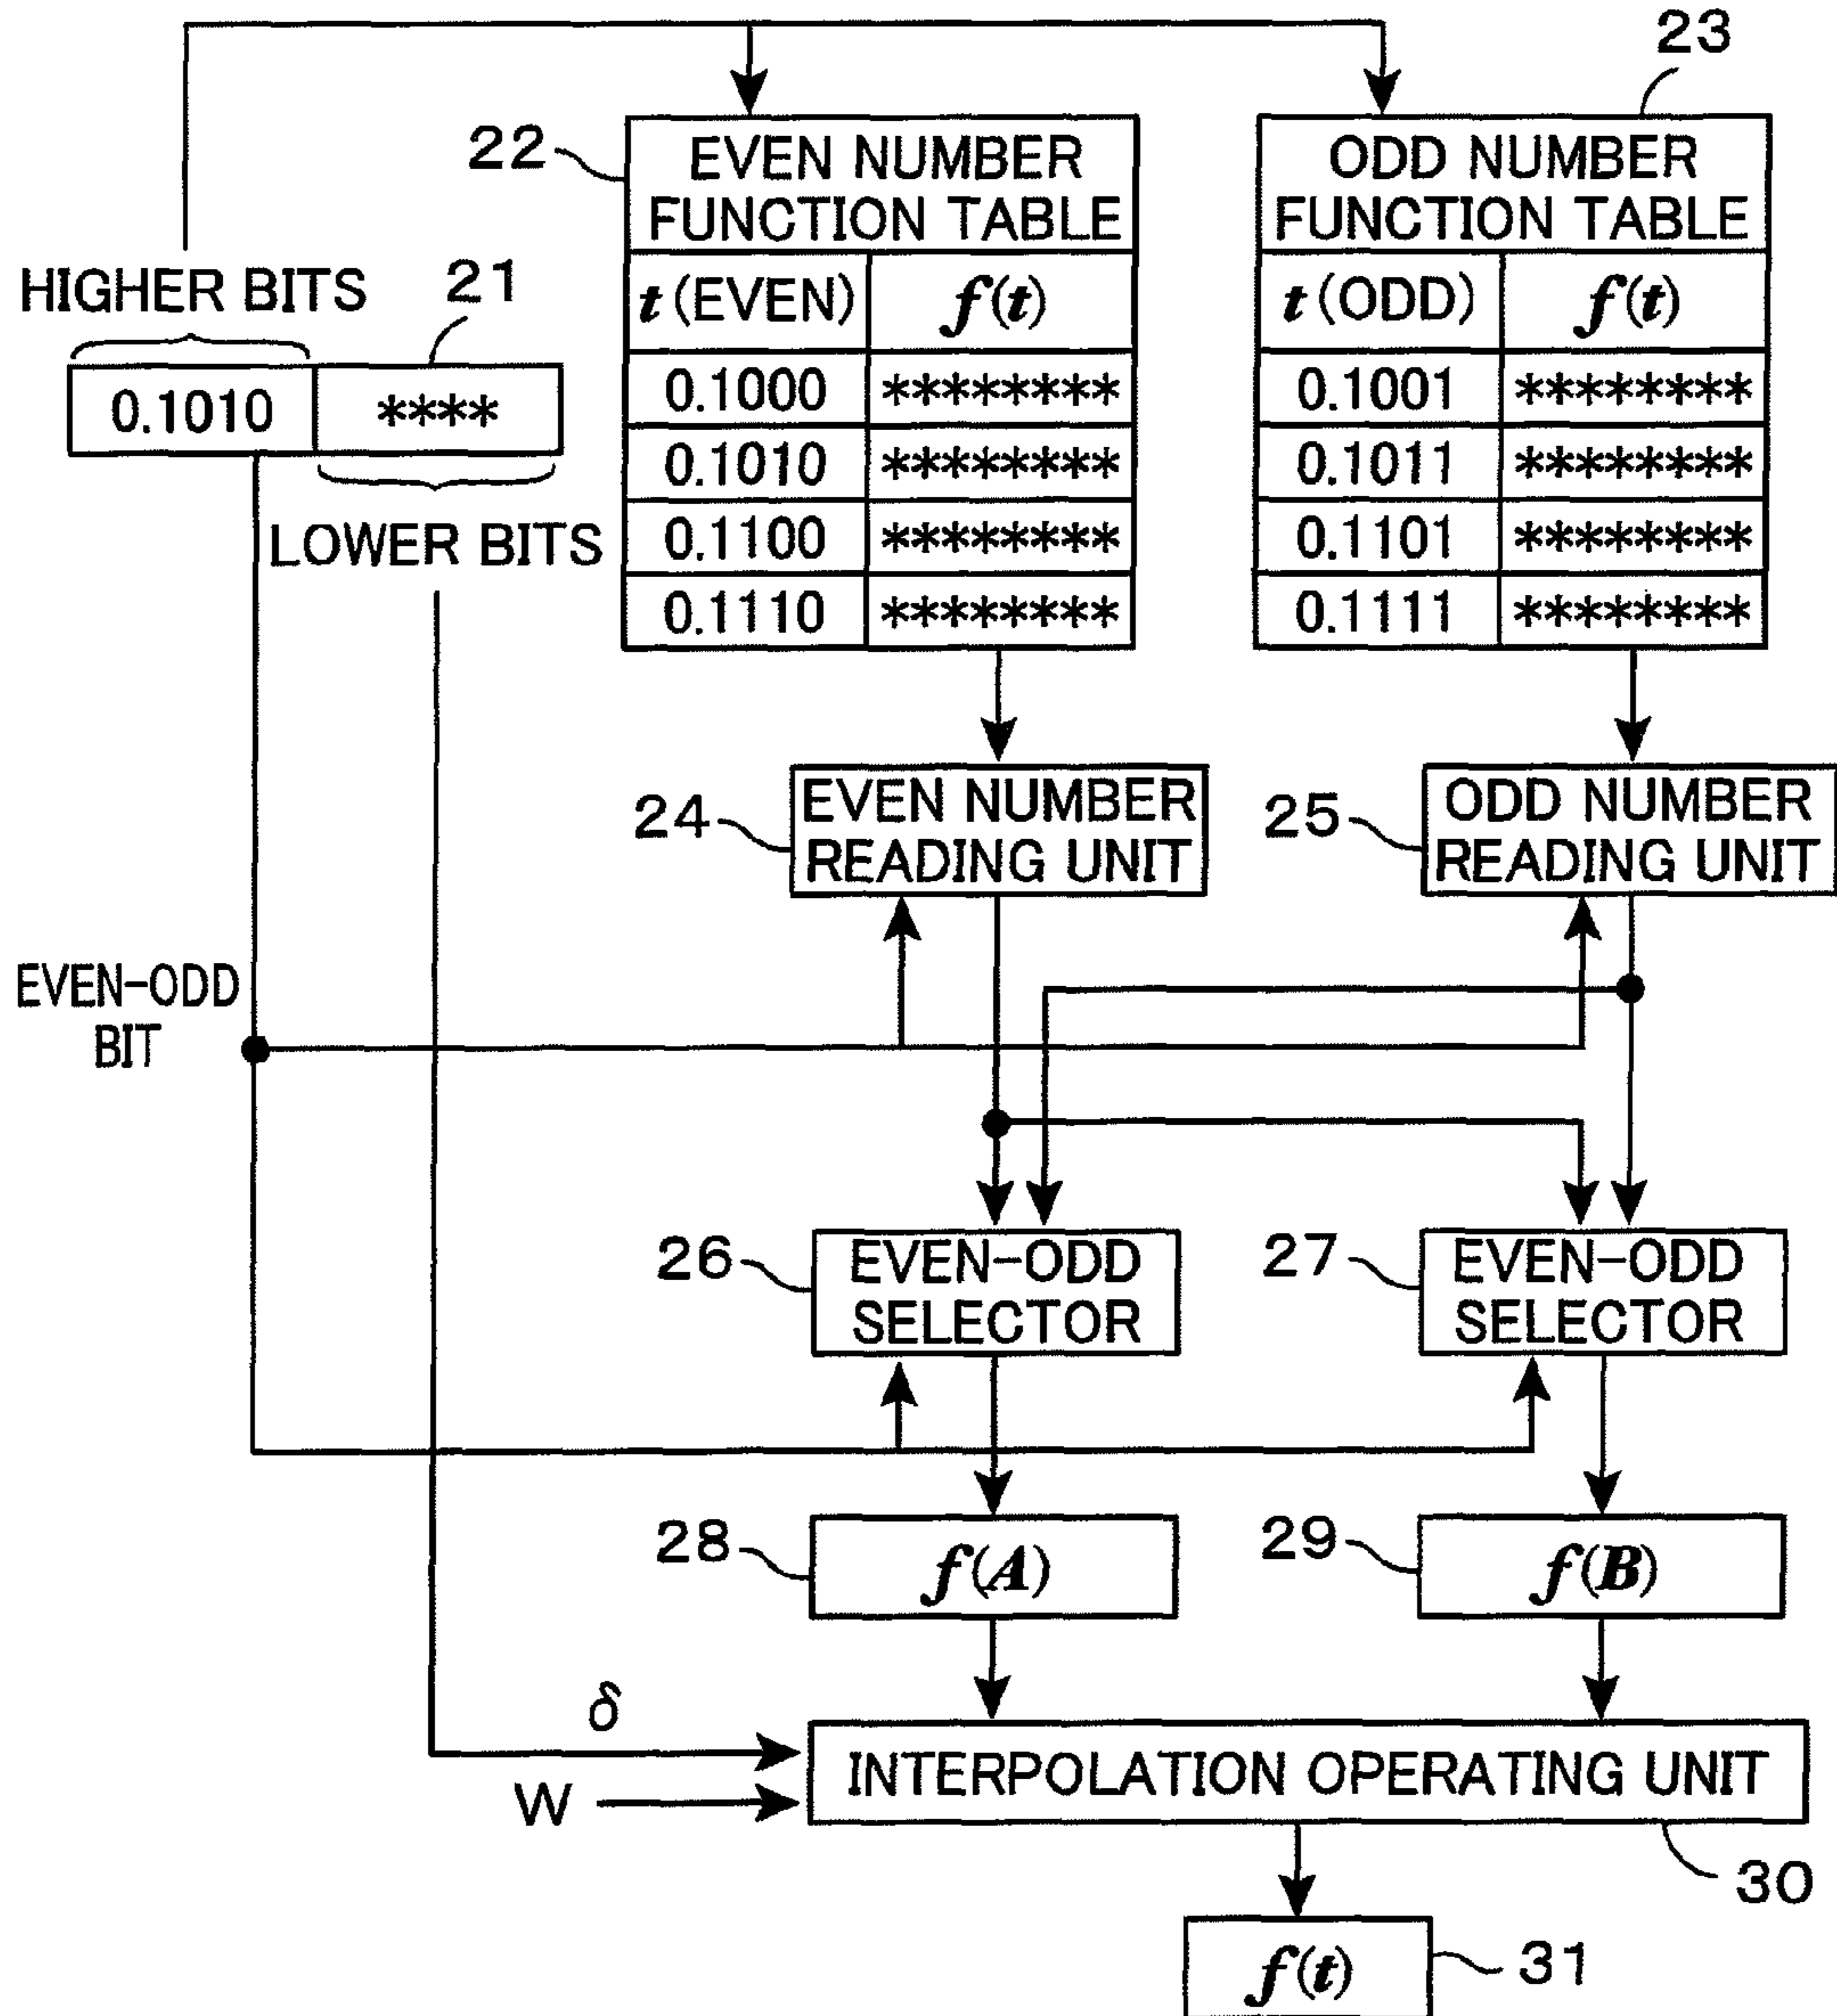 23
22
EVEN NUMBER
FUNCTION TABLE
ODD NUMBER
FUNCTION TABLE
HIGHER BITS
21
t (EVEN) f(t)
t (ODD) f(t)
0.1010 ****
0.1000 ********
0.1001 ********
0.1010 ********
0.1011 ********
LOWER BITS
0.1100 ********
0.1101 ********
0.1110 ********
0.1111 ********
24
EVEN NUMBER
READING UNIT
25
ODD NUMBER
READING UNIT
EVEN-ODD
BIT
26
EVEN-ODD
SELECTOR
27
EVEN-ODD
SELECTOR
28
f(A)
29
f(B)
δ
W
INTERPOLATION OPERATING UNIT
30
f(t)
31